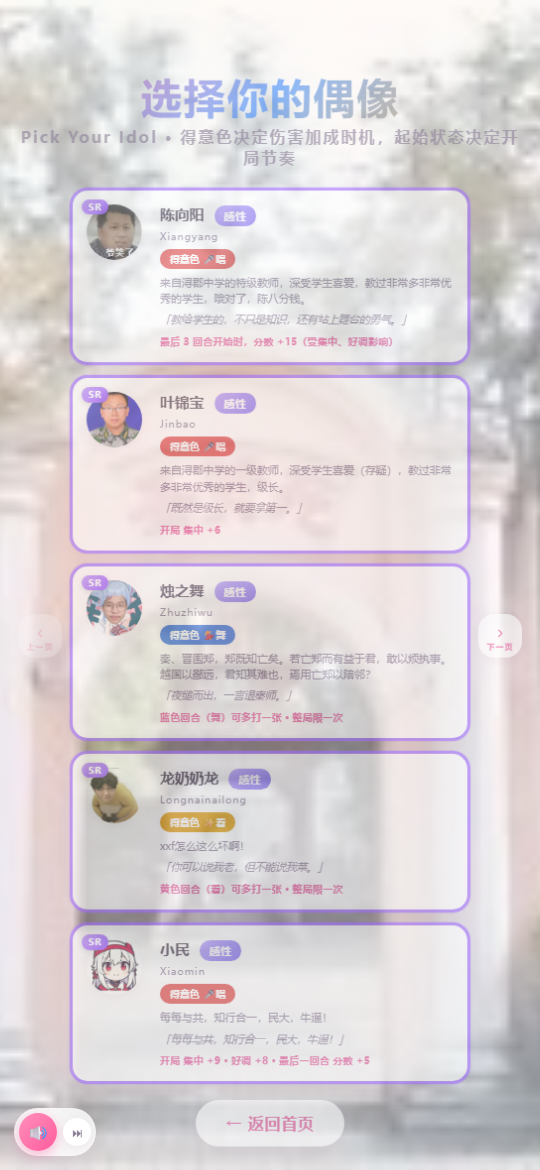 选择你的偶像
Pick Your Idol • 得意色决定伤害加成时机，起始状态决定开
局节奏
SR
陈向阳 感性
Xiangyang
得意色 唱
来自浔郡中学的特级教师，深受学生喜爱，教过非常多非常优
秀的学生，噢对了，陈八分钱。
「教给学生的，不只是知识，还有站上舞台的勇气。」
最后 3 回合开始时，分数 +15（受集中、好调影响）
SR
叶锦宝 感性
Jinbao
得意色 唱
来自浔郡中学的一级教师，深受学生喜爱（存疑），教过非常
多非常优秀的学生，级长。
「既然是级长，就要拿第一。」
开局 集中 +6
SR
烛之舞 感性
Zhuzhiwu
得意色 舞
秦、晋围郑，郑既知亡矣。若亡郑而有益于君，敢以烦执事。
越国以鄙远，君知其难也，焉用亡郑以陪邻？
「夜缒而出，一言退秦师。」
蓝色回合（舞）可多打一张 • 整局限一次
上一页
下一页
SR
龙奶奶龙 感性
Longnainailong
得意色 看
xxf怎么这么坏啊！
「你可以说我老，但不能说我菜。」
黄色回合（看）可多打一张 • 整局限一次
SR
小民 感性
Xiaomin
得意色 唱
每每与共，知行合一，民大，牛逼！
「每每与共，知行合一，民大，牛逼！」
开局 集中 +9 • 好调 +8 • 最后一回合 分数 +5
← 返回首页